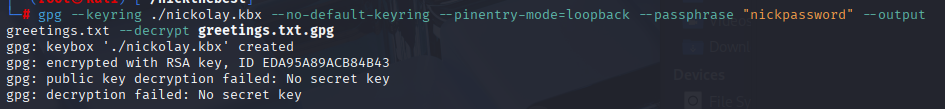 # gpg --keyring ./nickolay.kbx --no-default-keyring --pinentry-mode=loopback --passphrase "nickpassword" --output
greetings.txt --decrypt greetings.txt.gpg
gpg: keybox './nickolay.kbx' created
gpg: encrypted with RSA key, ID EDA95A89ACB84B43
gpg: public key decryption failed: No secret key
gpg: decryption failed: No secret key
Devices